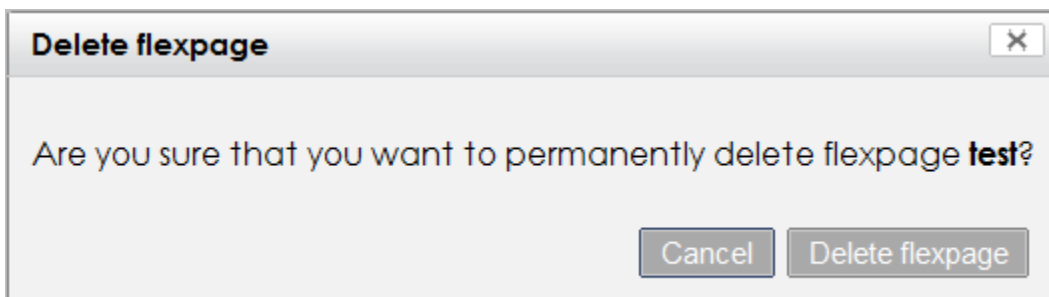 Delete flexpage
Are you sure that you want to permanently delete flexpage test?
Cancel Delete flexpage